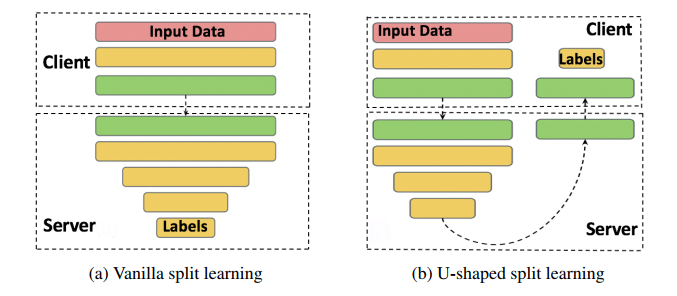 Input Data
Client
Server
Labels
(a) Vanilla split learning
Input Data
Client
Labels
Server
(b) U-shaped split learning